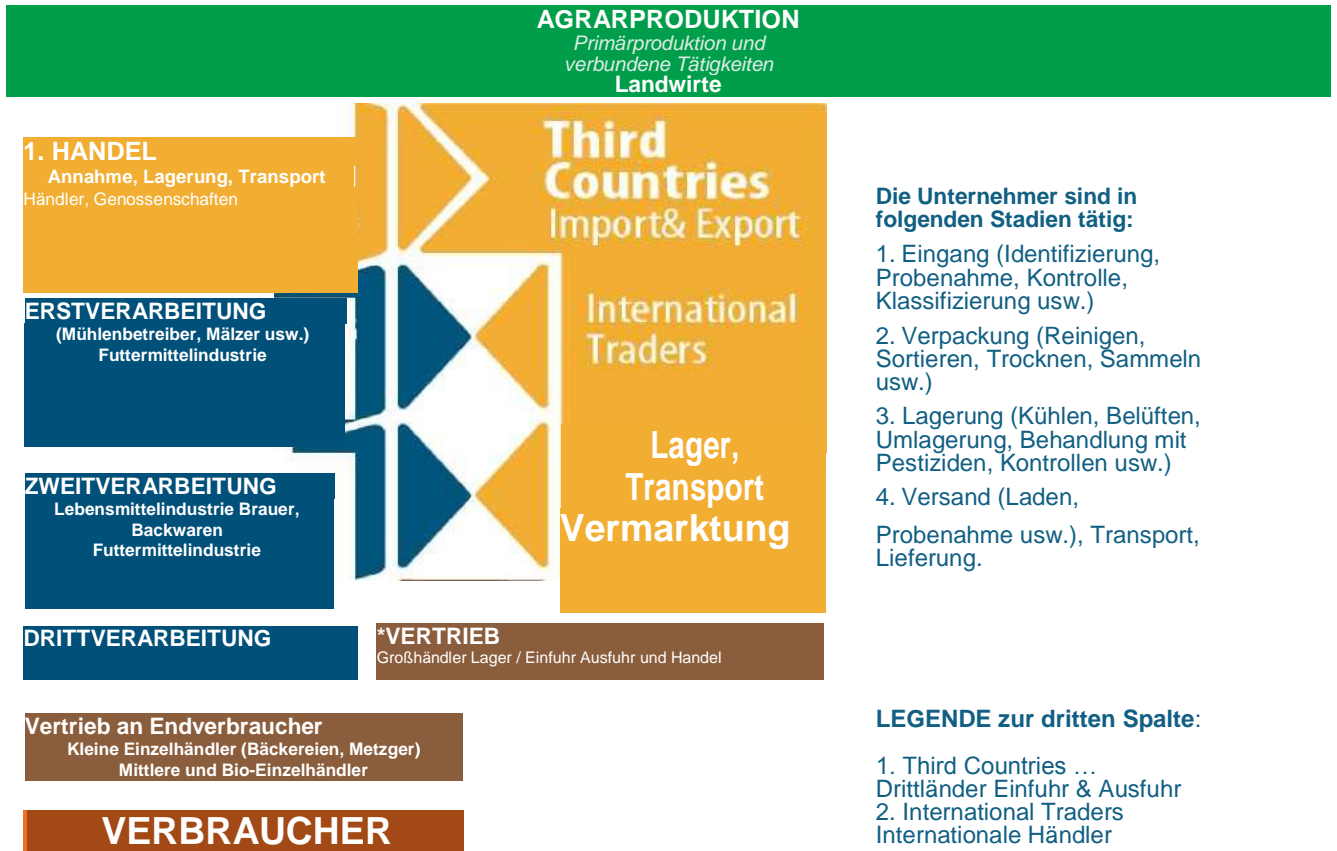 AGRARPRODUKTION
Primärproduktion und
verbundene Tätigkeiten
Landwirte
1. HANDEL
Annahme, Lagerung, Transport
Händler, Genossenschaften
ERSTVERARBEITUNG
(Mühlenbetreiber, Mälzer usw.)
Futtermittelindustrie
ZWEITVERARBEITUNG
Lebensmittelindustrie Brauer,
Backwaren
Futtermittelindustrie
DRITTVERARBEITUNG
Third
Countries
Import& Export
International
Traders
Lager,
Transport
Vermarktung
*VERTRIEB
Großhändler Lager / Einfuhr Ausfuhr und Handel
Vertrieb an Endverbraucher
Kleine Einzelhändler (Bäckereien, Metzger)
Mittlere und Bio-Einzelhändler
VERBRAUCHER
Die Unternehmer sind in
folgenden Stadien tätig:
1. Eingang (Identifizierung,
Probenahme, Kontrolle,
Klassifizierung usw.)
2. Verpackung (Reinigen,
Sortieren, Trocknen, Sammeln
usw.)
3. Lagerung (Kühlen, Belüften,
Umlagerung, Behandlung mit
Pestiziden, Kontrollen usw.)
4. Versand (Laden,
Probenahme usw.), Transport,
Lieferung.
LEGENDE zur dritten Spalte:
1. Third Countries …
Drittländer Einfuhr & Ausfuhr
2. International Traders
Internationale Händler